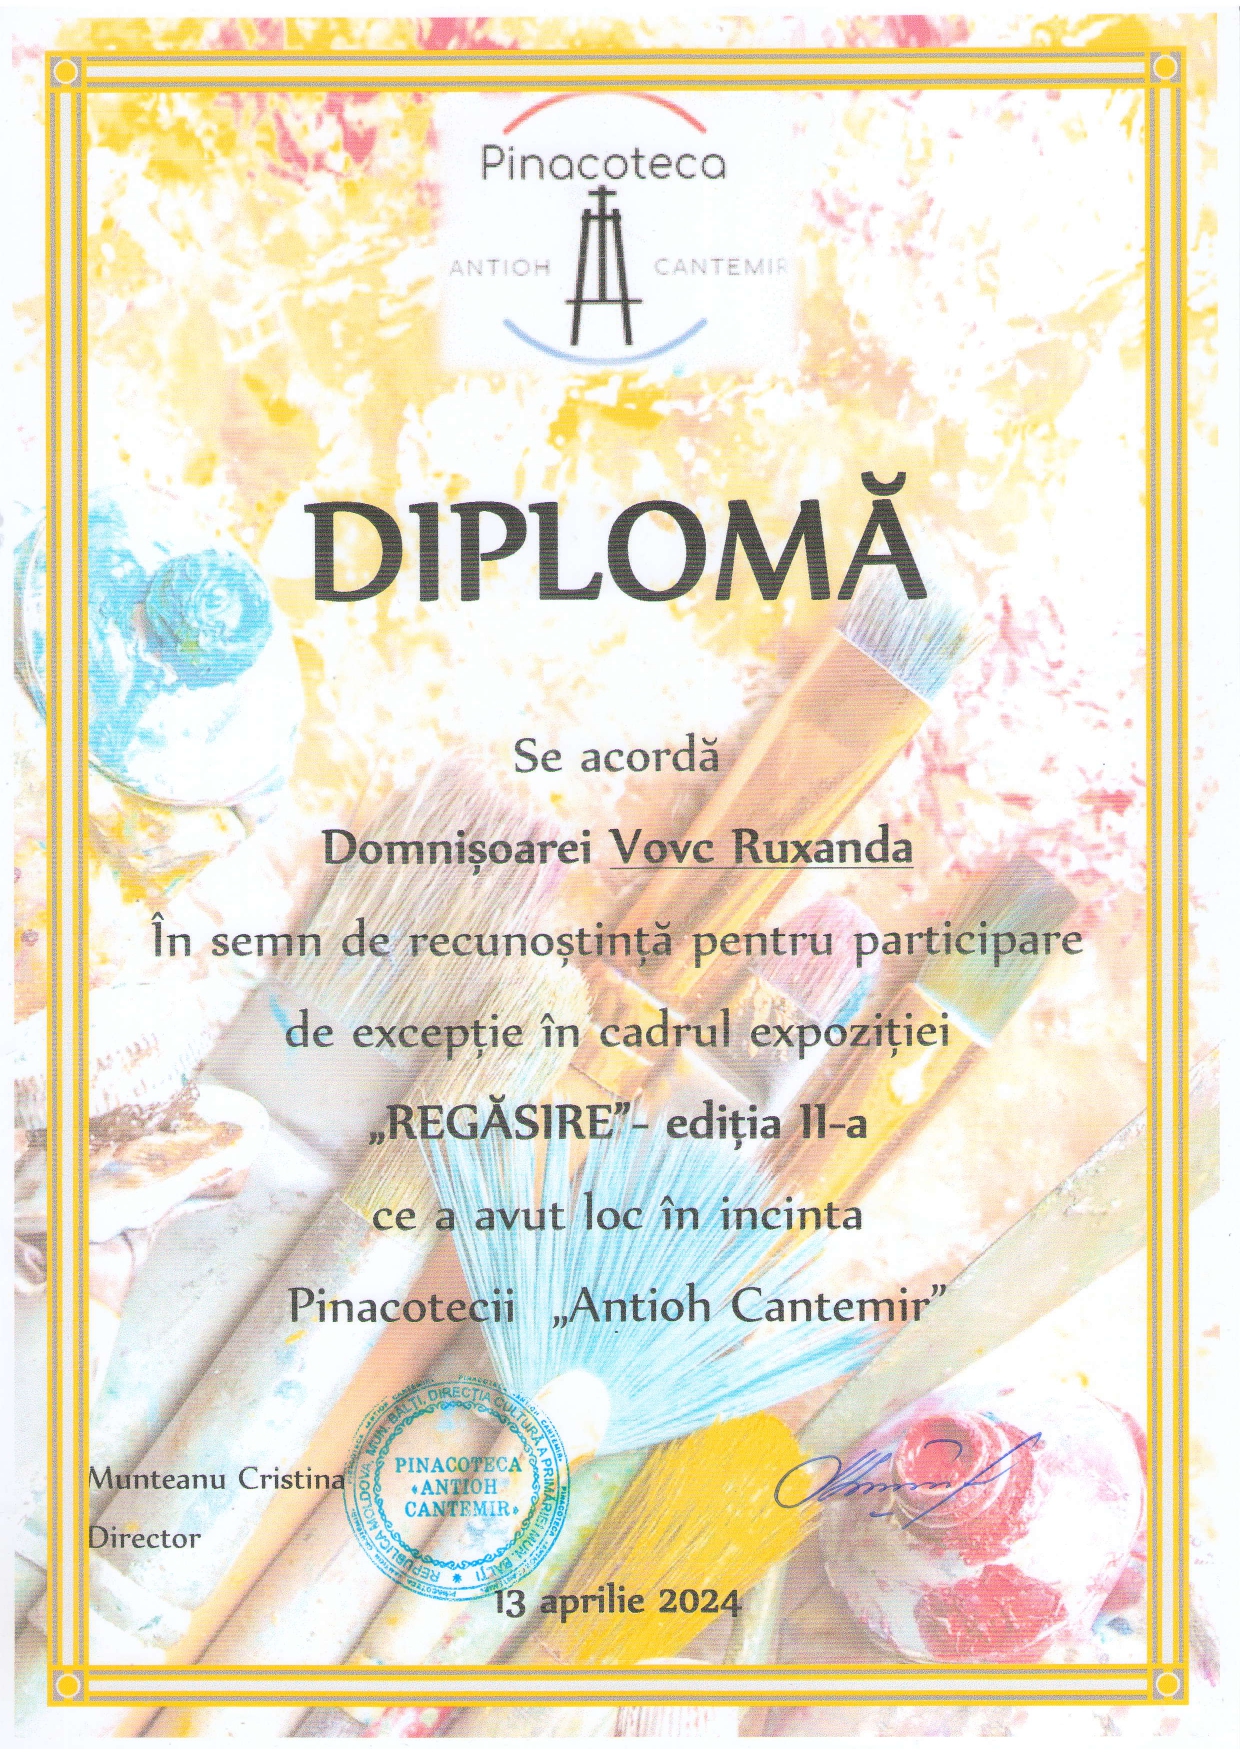 Pinacoteca
ANTIOH CANTEMIR
DIPLOMĂ
Se acordă
Domnișoarei Vovc Ruxanda
În semn de recunoștință pentru participare
de excepție în cadrul expoziției
„REGĂSIRE”- ediția II-a
ce a avut loc în incinta
Pinacotecii „Antioh Cantemir”
Munteanu Cristina
Director
REPUBLICA MOLDOVA, MUN. BĂLȚI, DIRECȚIA CULTURĂ A PRIMĂRIEI MUN. BĂLȚI
PINACOTECA
«ANTIOH
CANTEMIR»
13 aprilie 2024